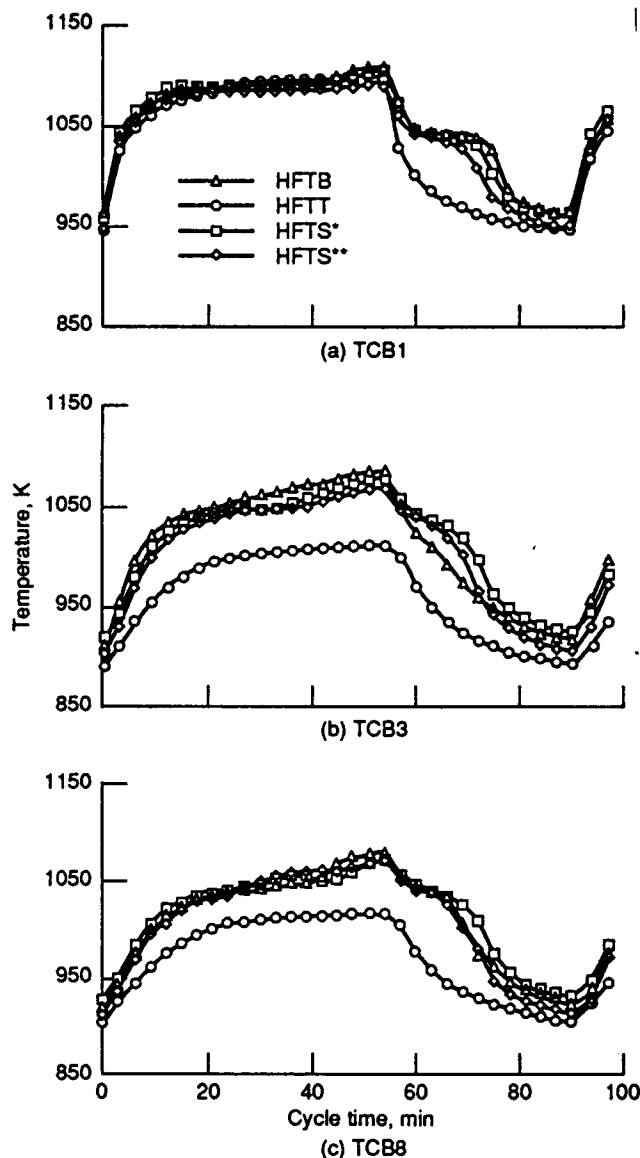 1150
1050
950
850
HFTB
HFTT
HFTS*
HFTS**
(a) TCB1
Temperature, K
1150
1050
950
850
(b) TCB3
1150
1050
950
850
0 20 40 60 80 100
Cycle time, min
(c) TCB8